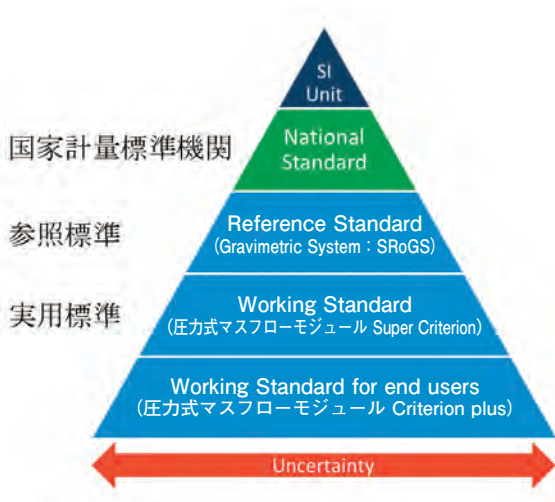 SI
Unit
国家計量標準機関
National
Standard
参照標準
Reference Standard
(Gravimetric System：SRoGS)
実用標準
Working Standard
(圧力式マスフローモジュール Super Criterion)
Working Standard for end users
(圧力式マスフローモジュール Criterion plus)
Uncertainty